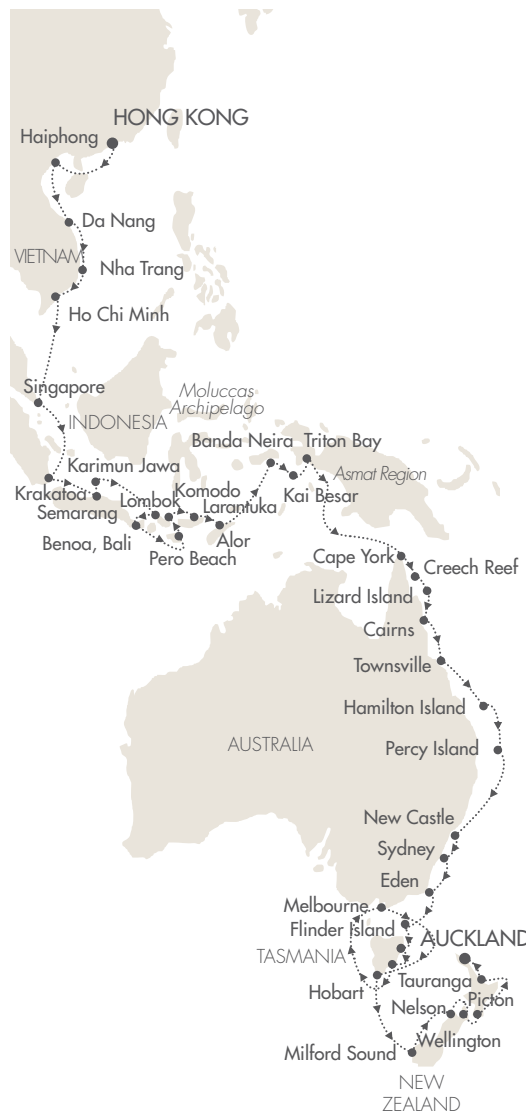 HONG KONG
Haiphong
Da Nang
VIETNAM
Nha Trang
Ho Chi Minh
Singapore
Moluccas
Archipelago
INDONESIA
Banda Neira
Triton Bay
Karimun Jawa
Asmat Region
Krakatoa
Komodo
Kai Besar
Lombok
Larantuka
Semarang
Alor
Benoa, Bali
Pero Beach
Cape York
Creech Reef
Lizard Island
Cairns
Townsville
Hamilton Island
AUSTRALIA
Percy Island
New Castle
Sydney
Eden
Melbourne
Flinder Island
AUCKLAND
TASMANIA
Tauranga
Hobart
Picton
Nelson
Wellington
Milford Sound
NEW
ZEALAND